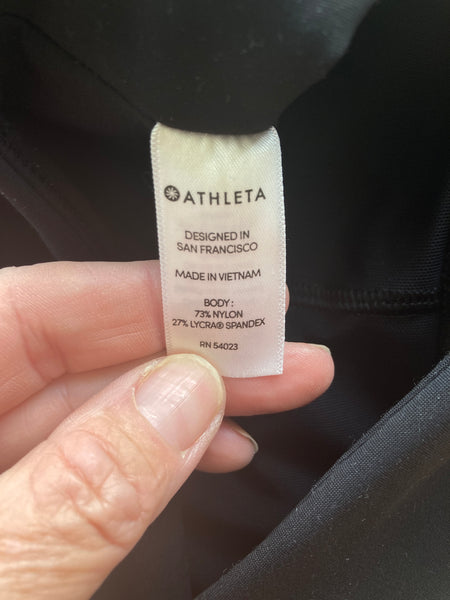 ATHLETA
DESIGNED IN
SAN FRANCISCO
MADE IN VIETNAM
BODY :
73% NYLON
27% LYCRA® SPANDEX
RN 54023